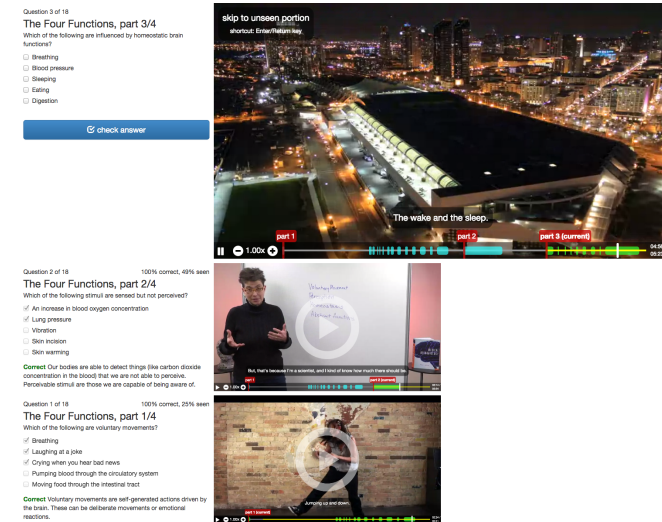 Question 3 of 18
The Four Functions, part 3/4
Which of the following are influenced by homeostatic brain
functions?
Breathing
Blood pressure
Sleeping
Eating
Digestion
check answer
skip to unseen portion
shortcut: Enter/Return key
The wake and the sleep.
part 1
part 2
part 3 (current)
1.00x
04:58
05:23
Question 2 of 18
100% correct, 49% seen
The Four Functions, part 2/4
Which of the following stimuli are sensed but not perceived?
An increase in blood oxygen concentration
Lung pressure
Vibration
Skin incision
Skin warming
Correct Our bodies are able to detect things (like carbon dioxide
concentration in the blood) that we are not able to perceive.
Perceivable stimuli are those we are capable of being aware of.
Voluntary Movement
But, that's because I'm a scientist, and I kind of know how much there should be.
part 1
part 2 (current)
1.00x
Question 1 of 18
100% correct, 25% seen
The Four Functions, part 1/4
Which of the following are voluntary movements?
Breathing
Laughing at a joke
Crying when you hear bad news
Pumping blood through the circulatory system
Moving food through the intestinal tract
Correct Voluntary movements are self-generated actions driven by
the brain. These can be deliberate movements or emotional
reactions.
Jumping up and down.
part 1 (current)
1.00x